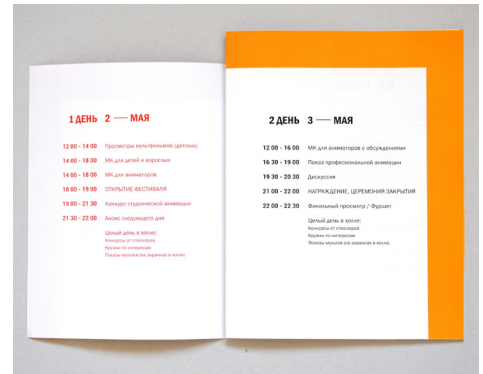 1 ДЕНЬ 2 — МАЯ
12 00 - 14 00 Просмотры мультфильмов (детские)
14 00 - 18 00 МК для детей и взрослых
14 00 - 18 00 МК для аниматоров
18 00 - 19 00 ОТКРЫТИЕ ФЕСТИВАЛЯ
19 00 - 21 30 Конкурс студенческой анимации
21 30 - 22 00 Анонс следующего дня
Целый день в холле:
Конкурсы от спосноров
Кружки по интересам
Показы мультов (на экранах в холле)
2 ДЕНЬ 3 — МАЯ
12 00 - 16 00 МК для аниматоров с обсуждениями
16 30 - 19 00 Показ професиональной анимации
19 30 - 20 30 Дискуссия
21 00 - 22 00 НАГРАЖДЕНИЕ, ЦЕРЕМОНИЯ ЗАКРЫТИЯ
22 00 - 22 30 Финальный просмотр / Фуршет
Целый день в холле:
Конкурсы от спосноров
Кружки по интересам
Показы мультов (на экранах в холле)